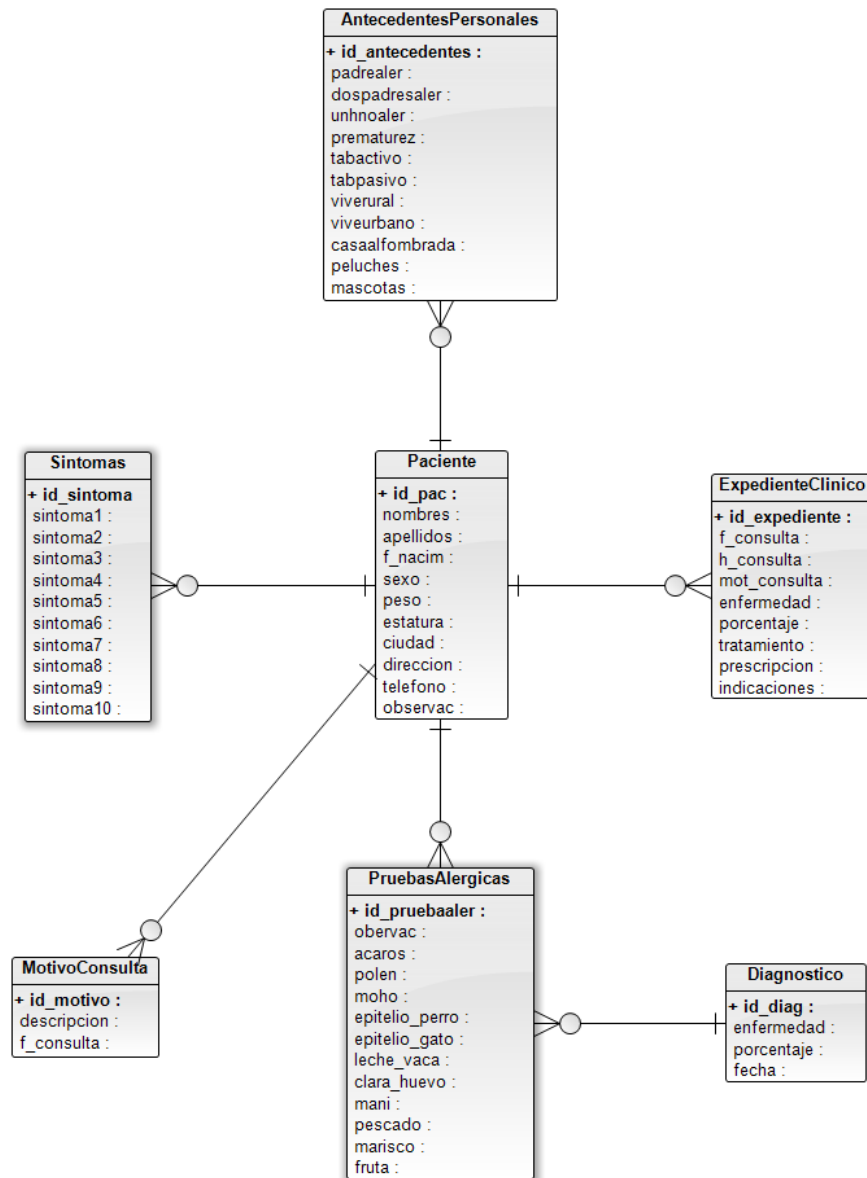 AntecedentesPersonales
+ id_antecedentes :
padrealer :
dospadresaler :
unhnoaler :
prematurez :
tabactivo :
tabpasivo :
viverural :
viveurbano :
casaalfombrada :
peluches :
mascotas :
Sintomas
+ id_sintoma
sintoma1 :
sintoma2 :
sintoma3 :
sintoma4 :
sintoma5 :
sintoma6 :
sintoma7 :
sintoma8 :
sintoma9 :
sintoma10 :
Paciente
+ id_pac :
nombres :
apellidos :
f_nacim :
sexo :
peso :
estatura :
ciudad :
direccion :
telefono :
observac :
ExpedienteClinico
+ id_expediente :
f_consulta :
h_consulta :
mot_consulta :
enfermedad :
porcentaje :
tratamiento :
prescripcion :
indicaciones :
MotivoConsulta
+ id_motivo :
descripcion :
f_consulta :
PruebasAlergicas
+ id_pruebaaler :
obervac :
acaros :
polen :
moho :
epitelio_perro :
epitelio_gato :
leche_vaca :
clara_huevo :
mani :
pescado :
marisco :
fruta :
Diagnostico
+ id_diag :
enfermedad :
porcentaje :
fecha :